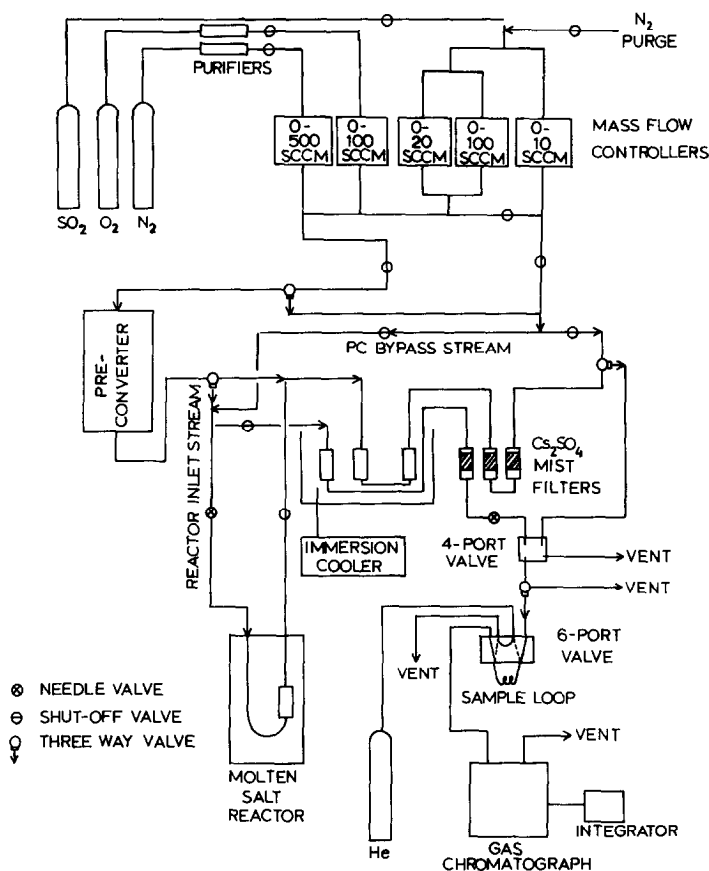 N₂
PURGE
PURIFIERS
0-
500
SCCM
0-
100
SCCM
0-
20
SCCM
0-
100
SCCM
0-
10
SCCM
MASS FLOW
CONTROLLERS
SO₂
O₂
N₂
PRE-
CONVERTER
PC BYPASS STREAM
REACTOR INLET STREAM
Cs₂SO₄
MIST
FILTERS
IMMERSION
COOLER
4-PORT
VALVE
VENT
VENT
6-PORT
VALVE
VENT
SAMPLE LOOP
NEEDLE VALVE
SHUT-OFF VALVE
THREE WAY VALVE
MOLTEN
SALT
REACTOR
VENT
He
GAS
CHROMATOGRAPH
INTEGRATOR